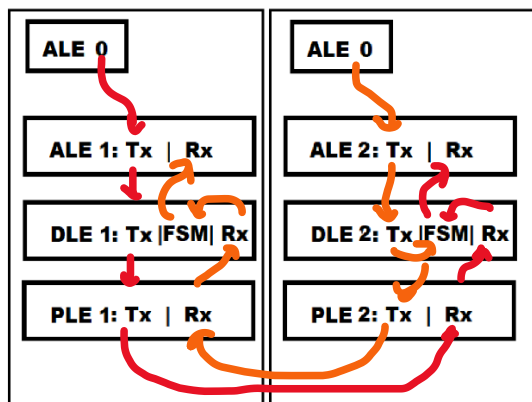 ALE 0
ALE 1: Tx | Rx
DLE 1: Tx |FSM| Rx
PLE 1: Tx | Rx
ALE 0
ALE 2: Tx | Rx
DLE 2: Tx |FSM| Rx
PLE 2: Tx | Rx